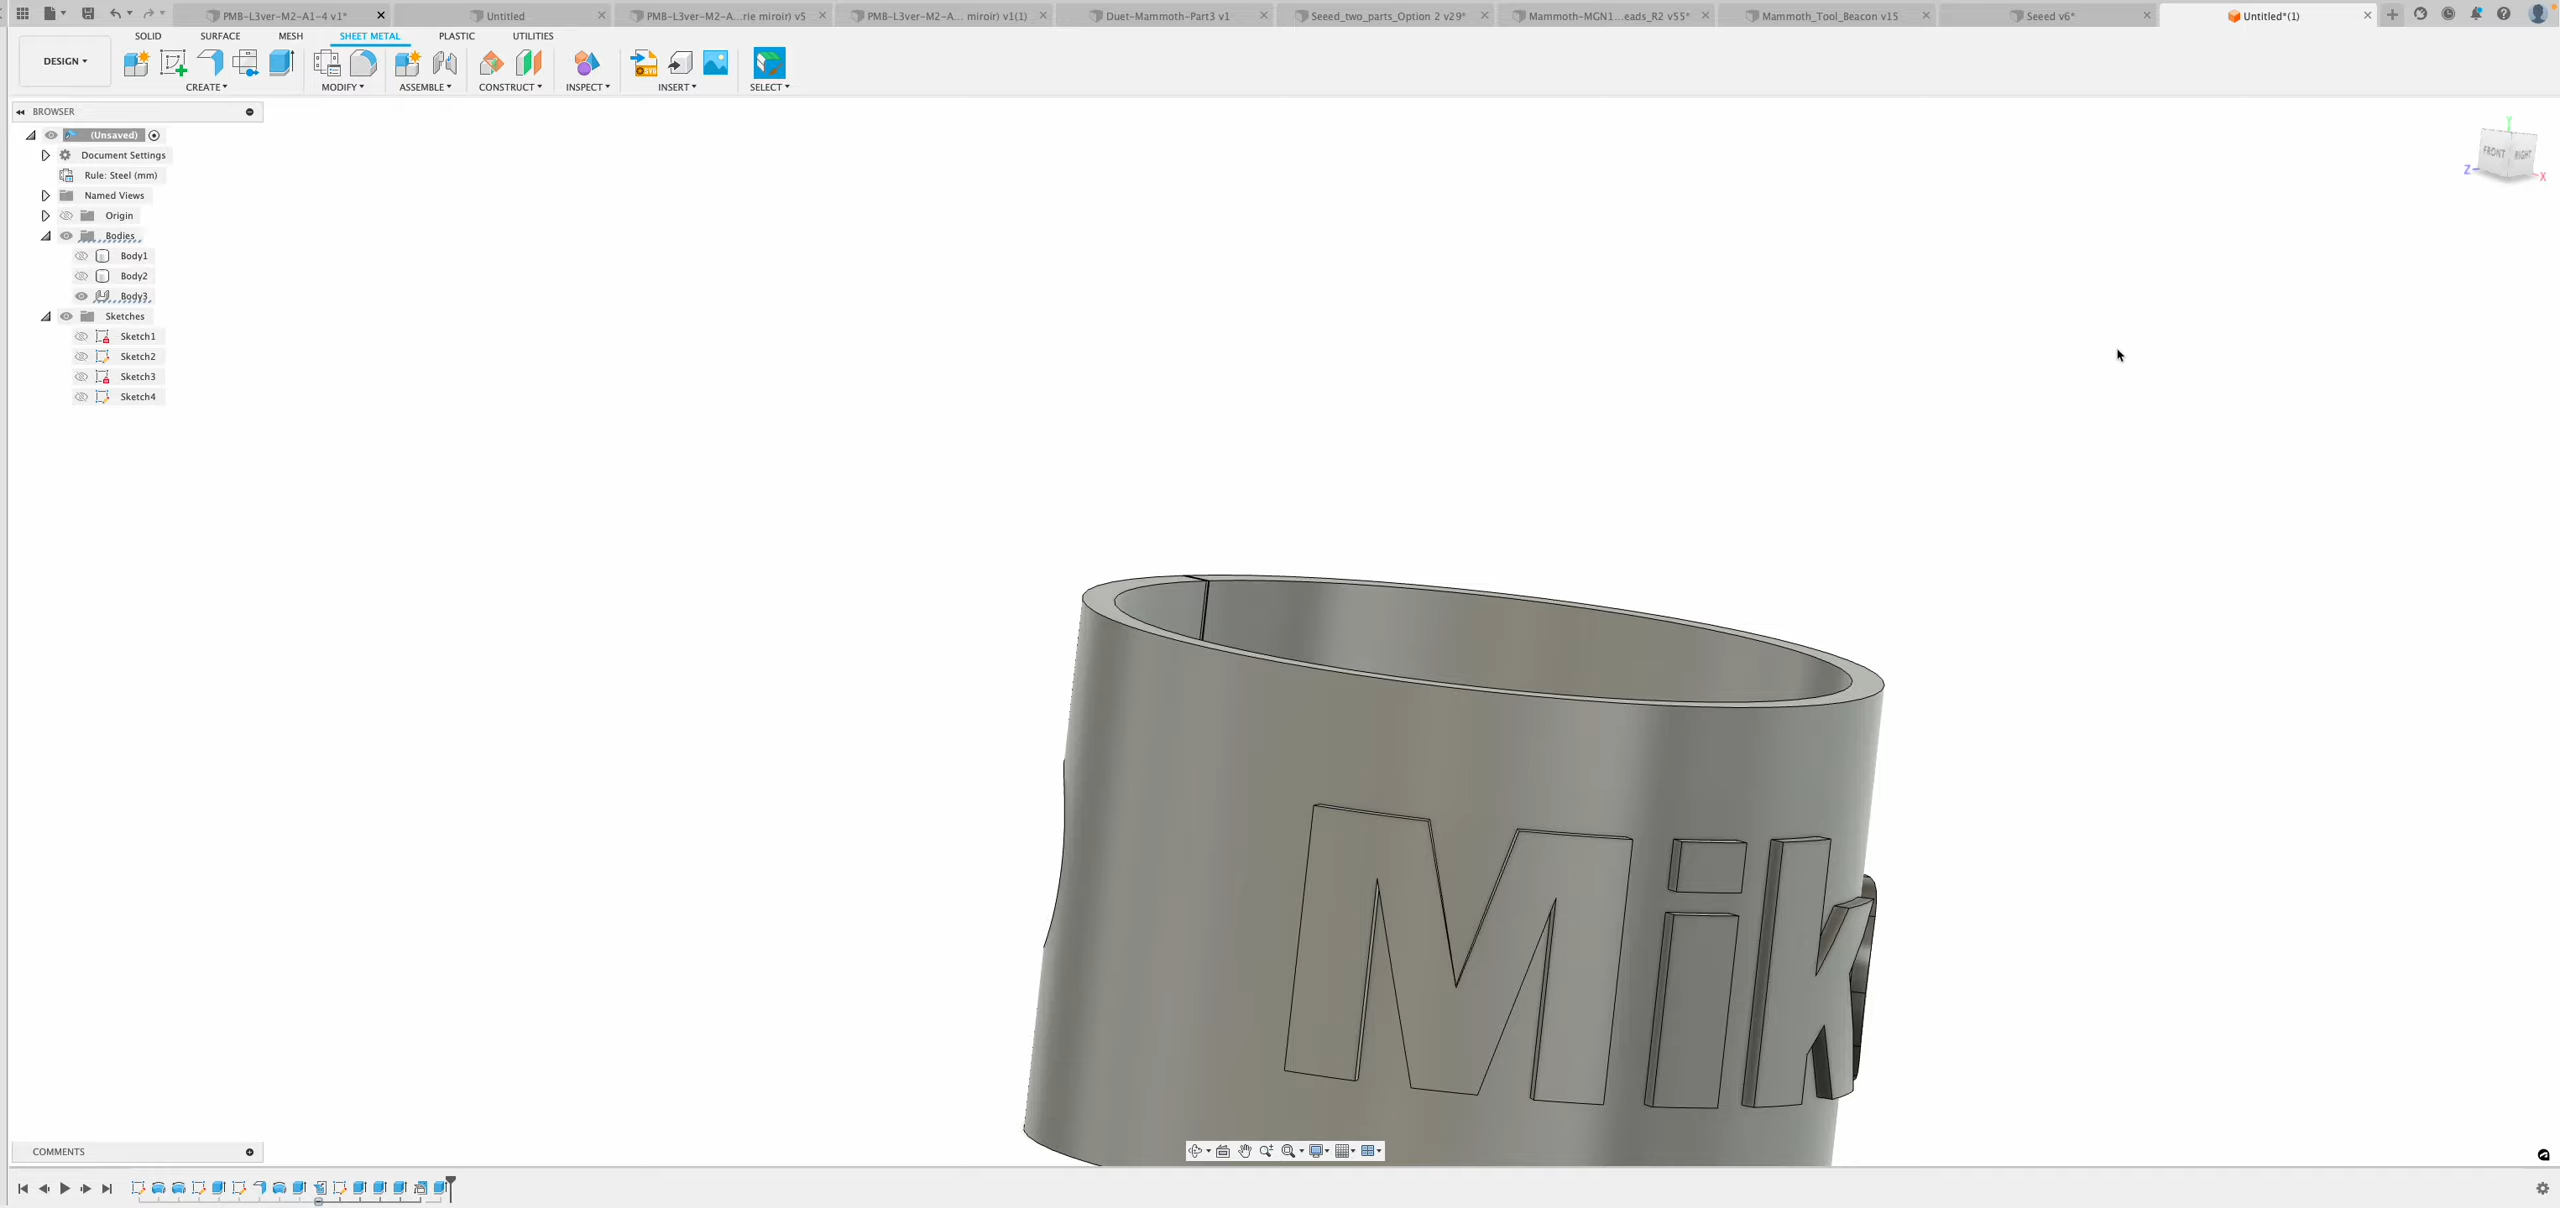 PMB-L3ver-M2-A1-4 v1*
Untitled
PMB-L3ver-M2-A...rie miroir) v5
PMB-L3ver-M2-A... miroir) v1(1)
Duet-Mammoth-Part3 v1
Seeed_two_parts_Option 2 v29*
Mammoth-MGN1...eads_R2 v55*
Mammoth_Tool_Beacon v15
Seeed v6*
Untitled*(1)
SOLID
SURFACE
MESH
SHEET METAL
PLASTIC
UTILITIES
DESIGN
CREATE
MODIFY
ASSEMBLE
CONSTRUCT
INSPECT
INSERT
SELECT
BROWSER
(Unsaved)
Document Settings
Rule: Steel (mm)
Named Views
Origin
Bodies
Body1
Body2
Body3
Sketches
Sketch1
Sketch2
Sketch3
Sketch4
Y
FRONT
RIGHT
Z
X
Mik
COMMENTS